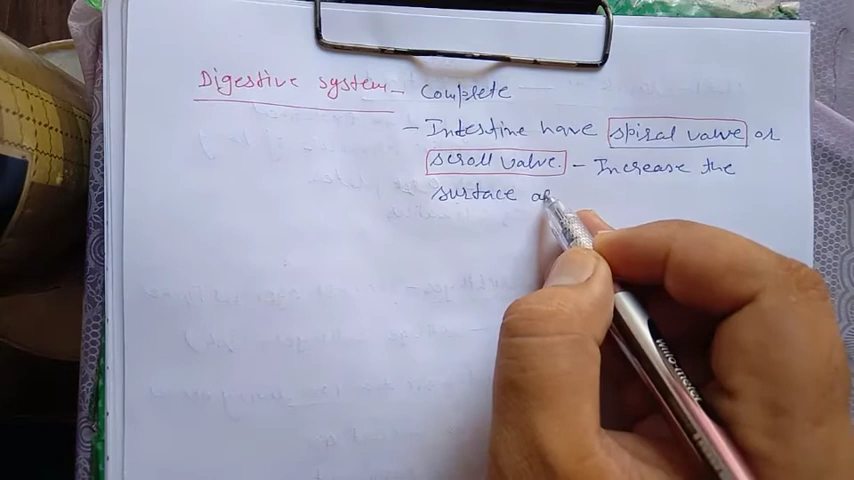 Digestive system - Complete
- Intestine have spiral valve or
scroll valve. - Increase the
surface a